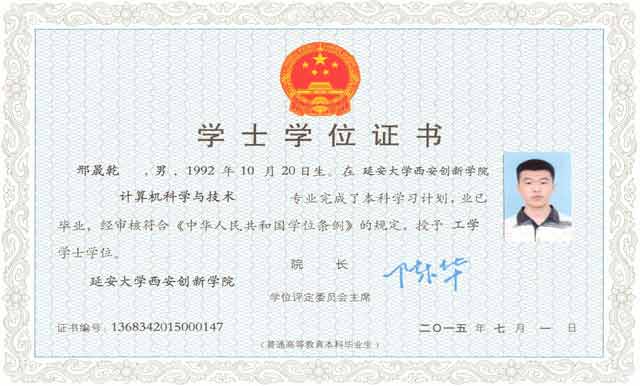 学士学位证书
邢晟乾 ,男, 1992 年 10 月 20 日生。在 延安大学西安创新学院
计算机科学与技术 专业完成了本科学习计划,业已
毕业,经审核符合《中华人民共和国学位条例》的规定,授予 工学
学士学位。
院 长
延安大学西安创新学院
学位评定委员会主席
证书编号:1368342015000147
二〇一五 年 七 月 一 日
(普通高等教育本科毕业生)